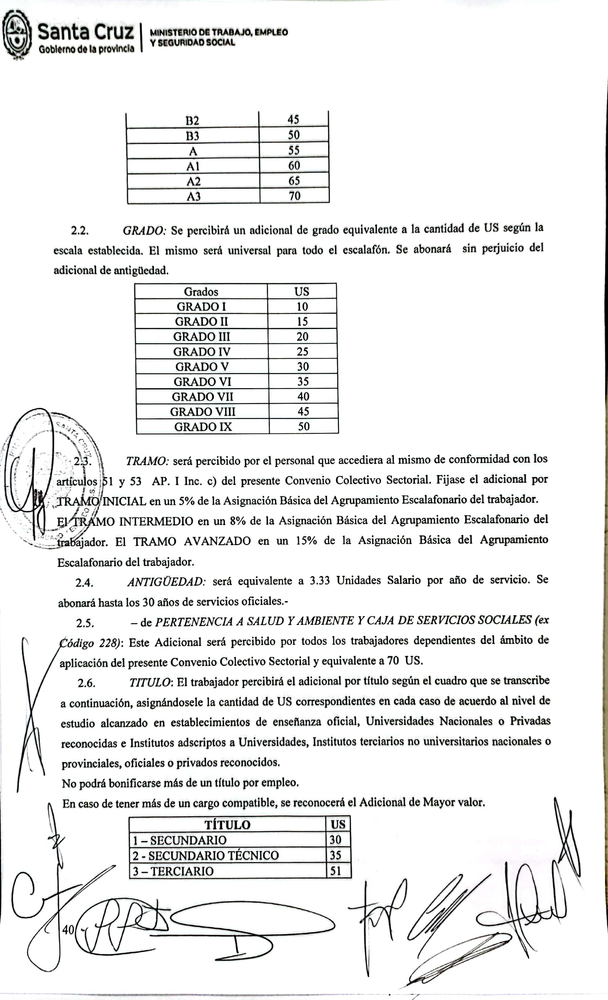 Santa Cruz
Gobierno de la provincia
MINISTERIO DE TRABAJO, EMPLEO
Y SEGURIDAD SOCIAL
B2 45
B3 50
A 55
A1 60
A2 65
A3 70
2.2. GRADO: Se percibirá un adicional de grado equivalente a la cantidad de US según la
escala establecida. El mismo será universal para todo el escalafón. Se abonará sin perjuicio del
adicional de antigüedad.
Grados US
GRADO I 10
GRADO II 15
GRADO III 20
GRADO IV 25
GRADO V 30
GRADO VI 35
GRADO VII 40
GRADO VIII 45
GRADO IX 50
SANTA CRUZ
2.3. TRAMO: será percibido por el personal que accediera al mismo de conformidad con los
artículos 51 y 53 AP. I Inc. c) del presente Convenio Colectivo Sectorial. Fijase el adicional por
TRAMO INICIAL en un 5% de la Asignación Básica del Agrupamiento Escalafonario del trabajador.
El TRAMO INTERMEDIO en un 8% de la Asignación Básica del Agrupamiento Escalafonario del
trabajador. El TRAMO AVANZADO en un 15% de la Asignación Básica del Agrupamiento
Escalafonario del trabajador.
2.4. ANTIGÜEDAD: será equivalente a 3.33 Unidades Salario por año de servicio. Se
abonará hasta los 30 años de servicios oficiales.-
2.5. – de PERTENENCIA A SALUD Y AMBIENTE Y CAJA DE SERVICIOS SOCIALES (ex
Código 228): Este Adicional será percibido por todos los trabajadores dependientes del ámbito de
aplicación del presente Convenio Colectivo Sectorial y equivalente a 70 US.
2.6. TITULO: El trabajador percibirá el adicional por título según el cuadro que se transcribe
a continuación, asignándosele la cantidad de US correspondientes en cada caso de acuerdo al nivel de
estudio alcanzado en establecimientos de enseñanza oficial, Universidades Nacionales o Privadas
reconocidas e Institutos adscriptos a Universidades, Institutos terciarios no universitarios nacionales o
provinciales, oficiales o privados reconocidos.
No podrá bonificarse más de un título por empleo.
En caso de tener más de un cargo compatible, se reconocerá el Adicional de Mayor valor.
TÍTULO US
1 – SECUNDARIO 30
2 - SECUNDARIO TÉCNICO 35
3 – TERCIARIO 51
40